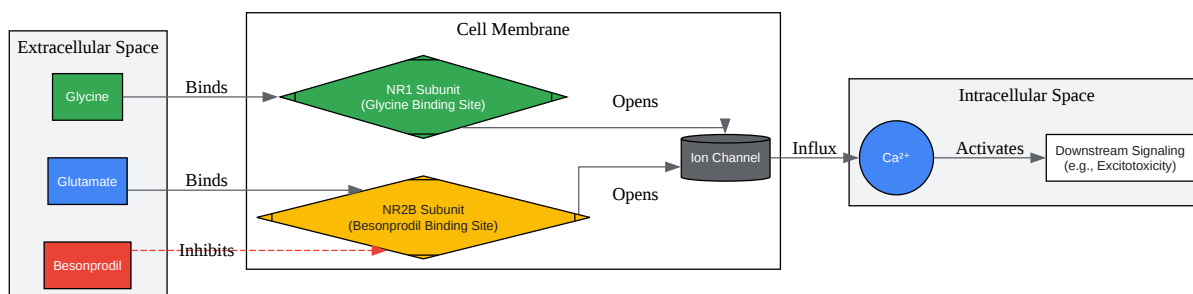 Extracellular Space
Glycine
Glutamate
Besonprodil
Binds
Binds
Inhibits
Cell Membrane
NR1 Subunit
(Glycine Binding Site)
NR2B Subunit
(Besonprodil Binding Site)
Opens
Opens
Ion Channel
Influx
Intracellular Space
Ca²⁺
Activates
Downstream Signaling
(e.g., Excitotoxicity)